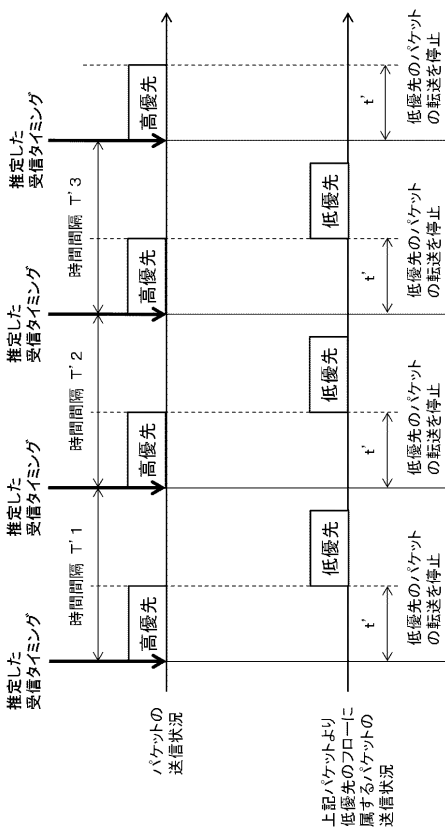 推定した
受信タイミング
推定した
受信タイミング
推定した
受信タイミング
推定した
受信タイミング
時間間隔 T'1
時間間隔 T'2
時間間隔 T'3
パケットの
送信状況
高優先
高優先
高優先
高優先
上記パケットより
低優先のフローに
属するパケットの
送信状況
低優先
低優先
低優先
t'
t'
t'
t'
低優先のパケット
の転送を停止
低優先のパケット
の転送を停止
低優先のパケット
の転送を停止
低優先のパケット
の転送を停止